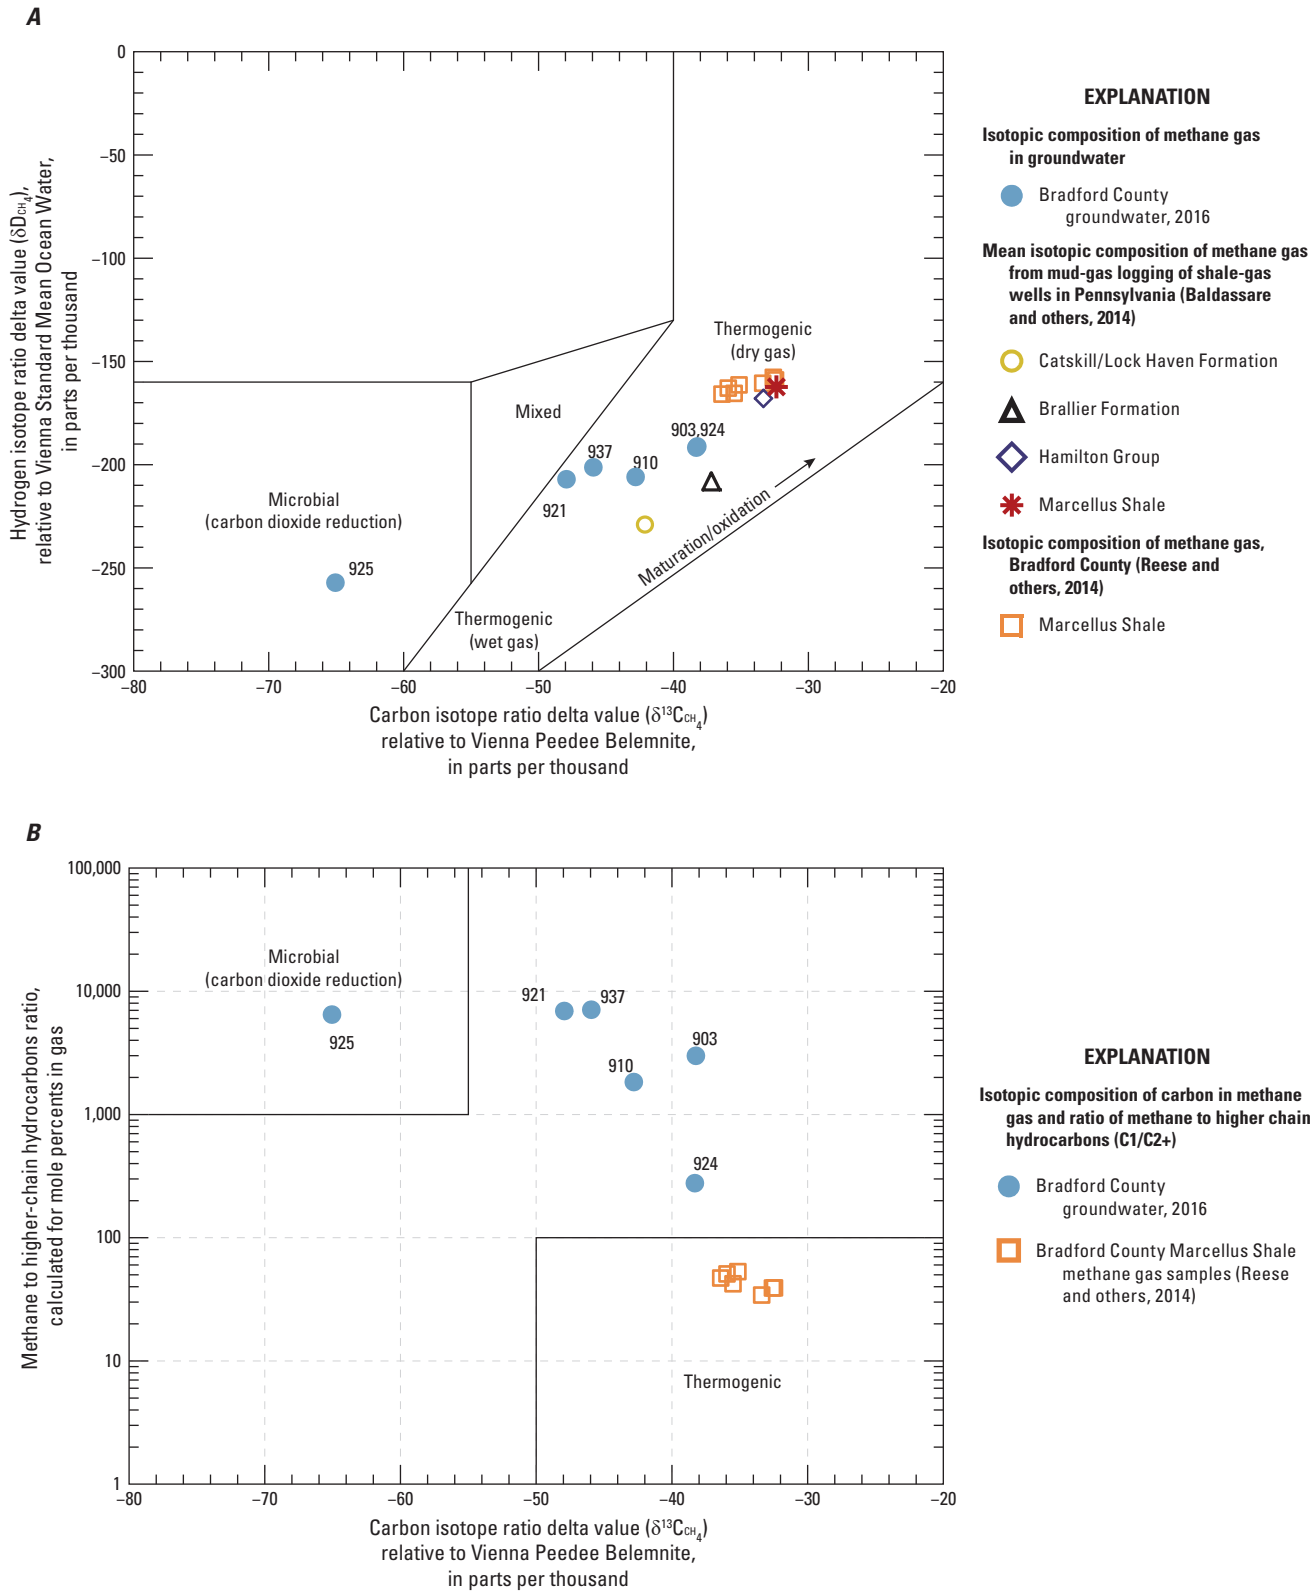 A
Hydrogen isotope ratio delta value (δDCH4),
relative to Vienna Standard Mean Ocean Water,
in parts per thousand
0
−50
−100
−150
−200
−250
−300
−80
−70
−60
−50
−40
−30
−20
Thermogenic
(dry gas)
Mixed
903,924
937
910
921
Microbial
(carbon dioxide reduction)
925
Maturation/oxidation
Thermogenic
(wet gas)
Carbon isotope ratio delta value (δ13CCH4)
relative to Vienna Peedee Belemnite,
in parts per thousand
EXPLANATION
Isotopic composition of methane gas
in groundwater
Bradford County
groundwater, 2016
Mean isotopic composition of methane gas
from mud-gas logging of shale-gas
wells in Pennsylvania (Baldassare
and others, 2014)
Catskill/Lock Haven Formation
Brallier Formation
Hamilton Group
Marcellus Shale
Isotopic composition of methane gas,
Bradford County (Reese and
others, 2014)
Marcellus Shale
B
Methane to higher-chain hydrocarbons ratio,
calculated for mole percents in gas
100,000
10,000
1,000
100
10
1
−80
−70
−60
−50
−40
−30
−20
Microbial
(carbon dioxide reduction)
925
921
937
903
910
924
Thermogenic
Carbon isotope ratio delta value (δ13CCH4)
relative to Vienna Peedee Belemnite,
in parts per thousand
EXPLANATION
Isotopic composition of carbon in methane
gas and ratio of methane to higher chain
hydrocarbons (C1/C2+)
Bradford County
groundwater, 2016
Bradford County Marcellus Shale
methane gas samples (Reese
and others, 2014)